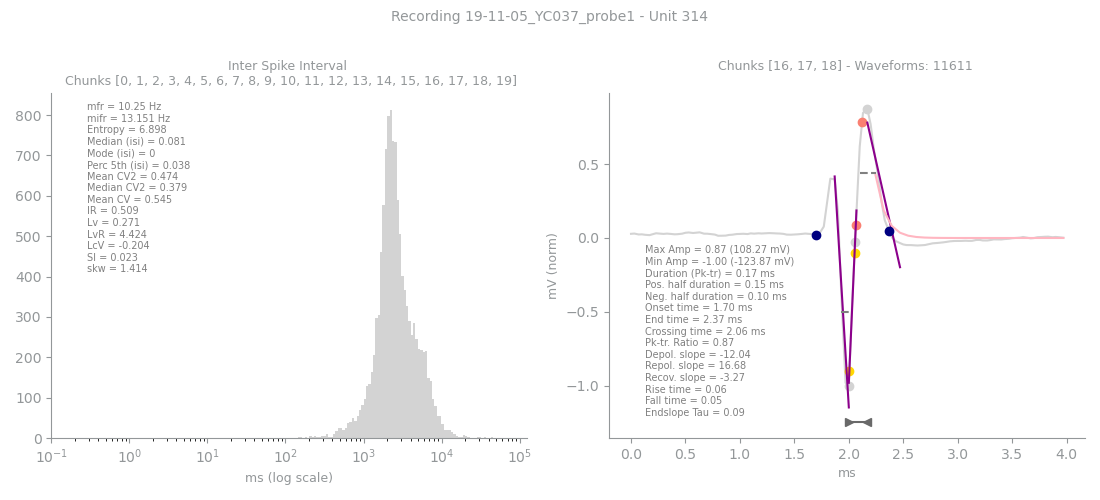 Recording 19-11-05_YC037_probe1 - Unit 314
Inter Spike Interval
Chunks [0, 1, 2, 3, 4, 5, 6, 7, 8, 9, 10, 11, 12, 13, 14, 15, 16, 17, 18, 19]
mfr = 10.25 Hz
mifr = 13.151 Hz
Entropy = 6.898
Median (isi) = 0.081
Mode (isi) = 0
Perc 5th (isi) = 0.038
Mean CV2 = 0.474
Median CV2 = 0.379
Mean CV = 0.545
IR = 0.509
Lv = 0.271
LvR = 4.424
LcV = -0.204
SI = 0.023
skw = 1.414
800
700
600
500
400
300
200
100
0
10⁻¹ 10⁰ 10¹ 10² 10³ 10⁴ 10⁵
ms (log scale)
Chunks [16, 17, 18] - Waveforms: 11611
mV (norm)
0.5
0.0
−0.5
−1.0
Max Amp = 0.87 (108.27 mV)
Min Amp = -1.00 (-123.87 mV)
Duration (Pk-tr) = 0.17 ms
Pos. half duration = 0.15 ms
Neg. half duration = 0.10 ms
Onset time = 1.70 ms
End time = 2.37 ms
Crossing time = 2.06 ms
Pk-tr. Ratio = 0.87
Depol. slope = -12.04
Repol. slope = 16.68
Recov. slope = -3.27
Rise time = 0.06
Fall time = 0.05
Endslope Tau = 0.09
0.0 0.5 1.0 1.5 2.0 2.5 3.0 3.5 4.0
ms